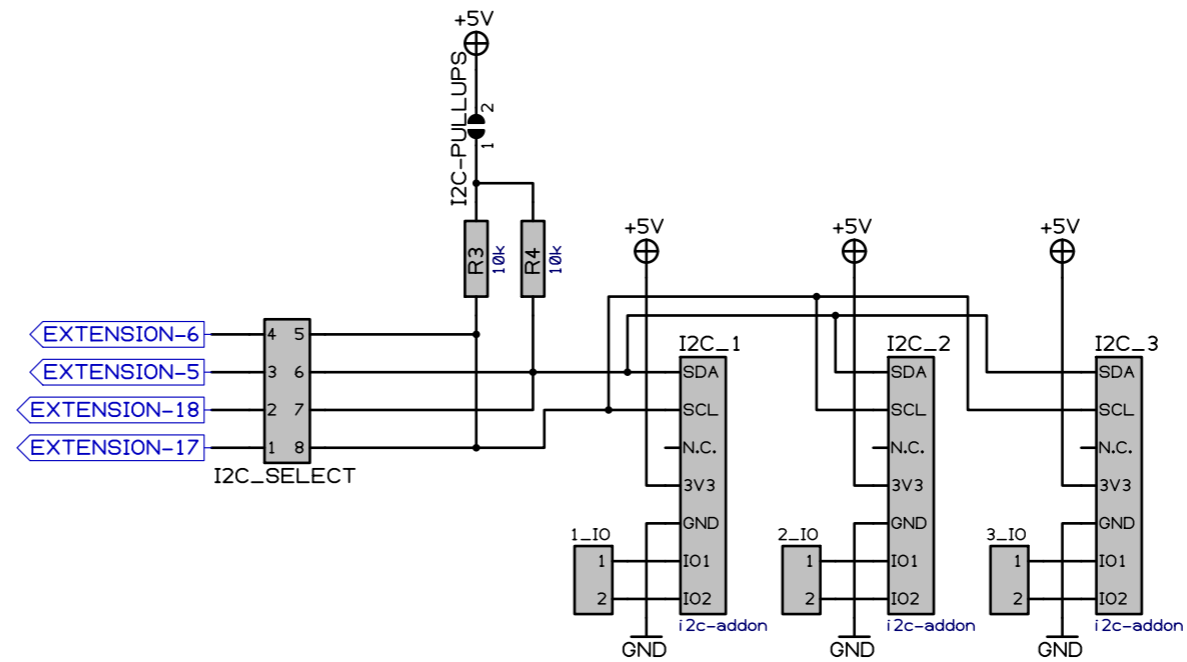 +5V
I2C-PULLUPS
2
1
R3
10k
R4
10k
+5V
+5V
+5V
EXTENSION-6
EXTENSION-5
EXTENSION-18
EXTENSION-17
4 5
3 6
2 7
1 8
I2C_SELECT
I2C_1
SDA
SCL
N.C.
3V3
GND
IO1
IO2
i2c-addon
1_IO
1
2
GND
I2C_2
SDA
SCL
N.C.
3V3
GND
IO1
IO2
i2c-addon
2_IO
1
2
GND
I2C_3
SDA
SCL
N.C.
3V3
GND
IO1
IO2
i2c-addon
3_IO
1
2
GND